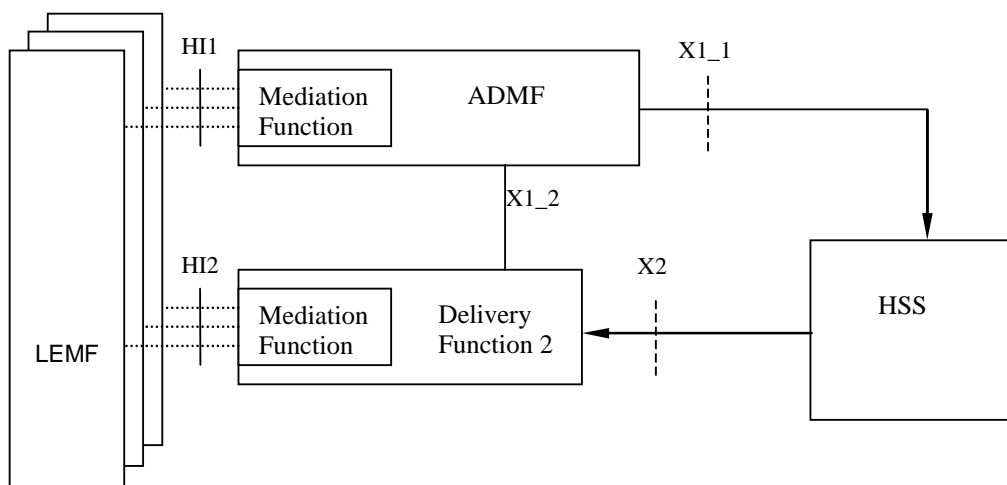 HI1
X1_1
Mediation
Function
ADMF
X1_2
HI2
X2
Mediation
Function
Delivery
Function 2
HSS
LEMF